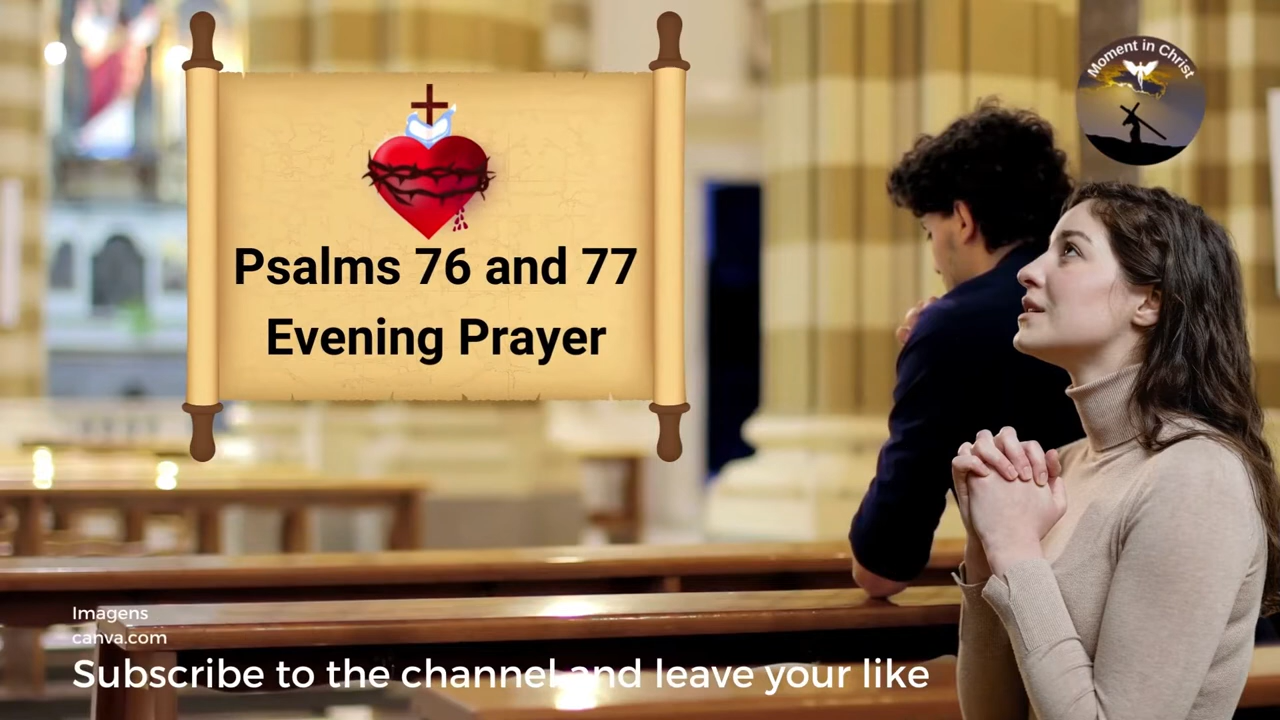 Moment in Christ
Psalms 76 and 77
Evening Prayer
Imagens
canva.com
Subscribe to the channel and leave your like